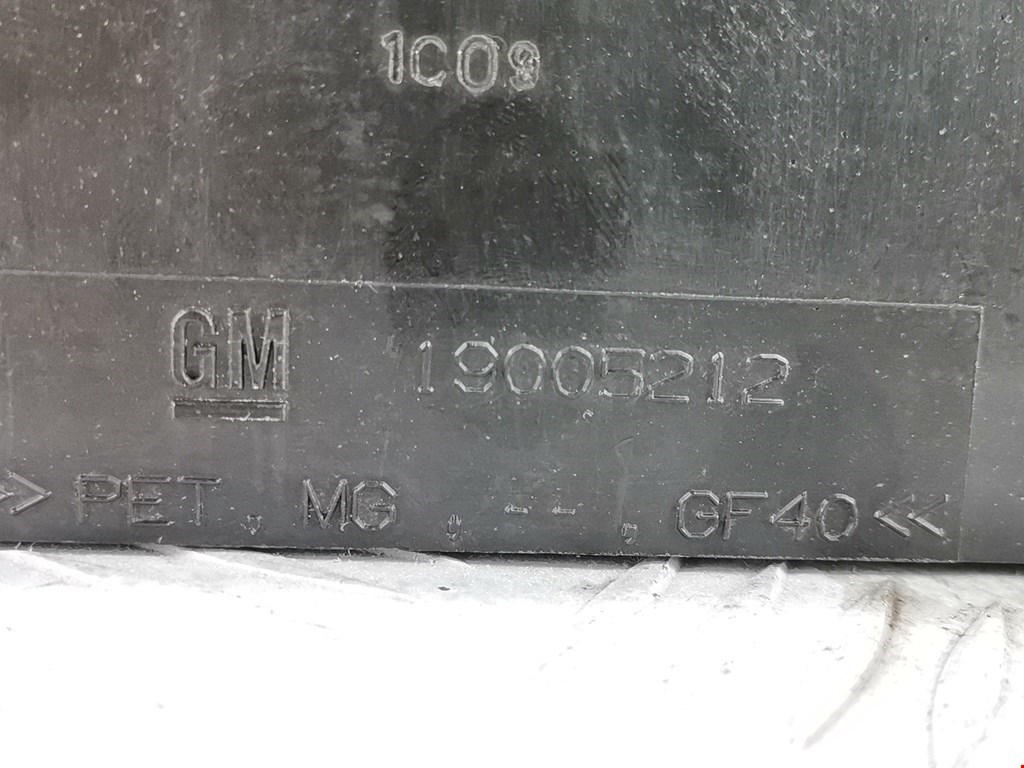 1C09
GM 19005212
>> PET, MG, --, GF40 <<